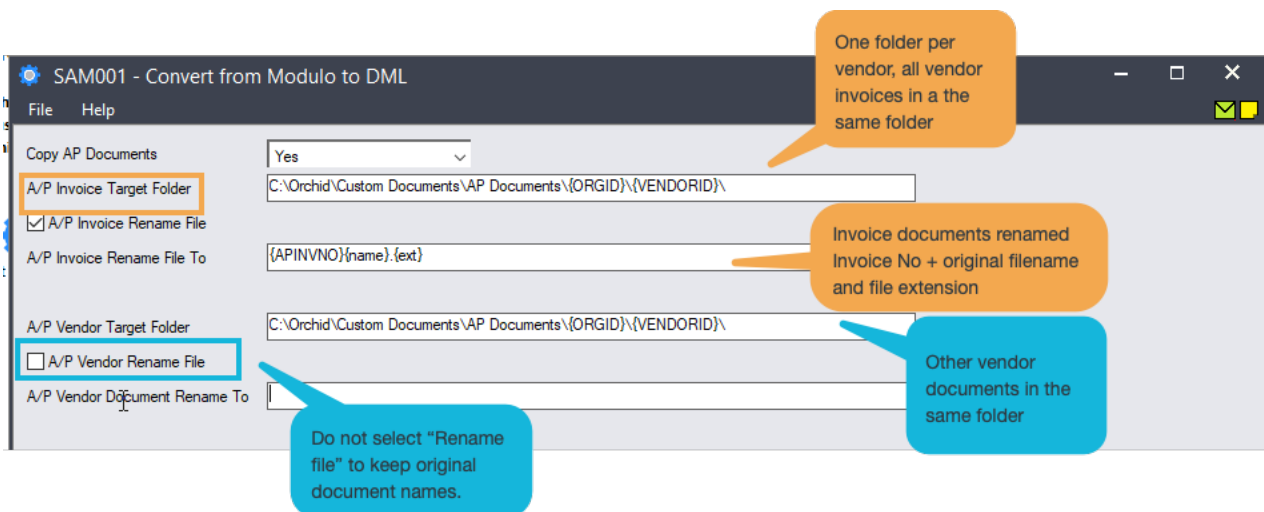 One folder per
vendor, all vendor
invoices in a the
same folder
SAM001 - Convert from Modulo to DML
File Help
Copy AP Documents Yes
A/P Invoice Target Folder C:\Orchid\Custom Documents\AP Documents\{ORGID}\{VENDORID}\
A/P Invoice Rename File
A/P Invoice Rename File To {APINVNO}{name}.{ext}
Invoice documents renamed
Invoice No + original filename
and file extension
A/P Vendor Target Folder C:\Orchid\Custom Documents\AP Documents\{ORGID}\{VENDORID}\
A/P Vendor Rename File
A/P Vendor Document Rename To
Other vendor
documents in the
same folder
Do not select “Rename
file” to keep original
document names.